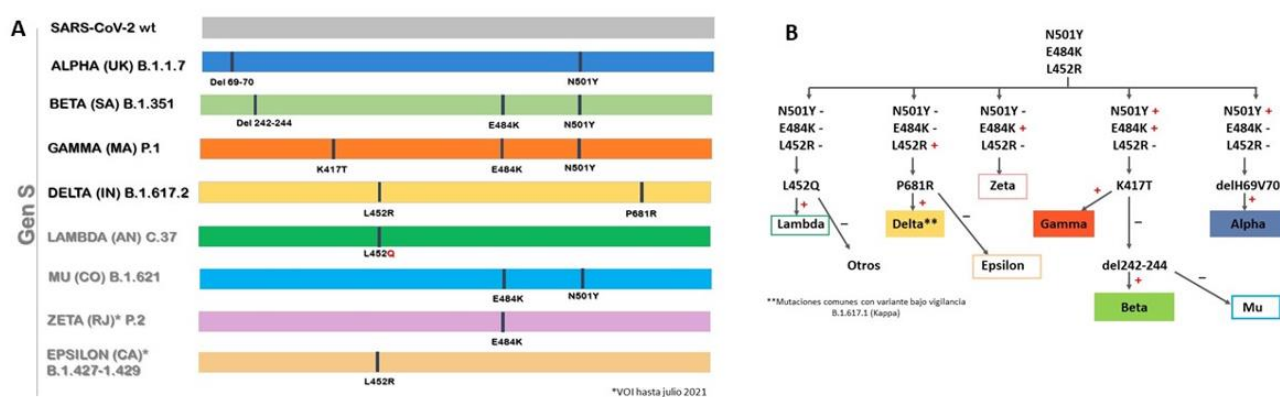 A
Gen S
SARS-CoV-2 wt
ALPHA (UK) B.1.1.7
Del 69-70
N501Y
BETA (SA) B.1.351
Del 242-244
E484K
N501Y
GAMMA (MA) P.1
K417T
E484K
N501Y
DELTA (IN) B.1.617.2
L452R
P681R
LAMBDA (AN) C.37
L452Q
MU (CO) B.1.621
E484K
N501Y
ZETA (RJ)* P.2
E484K
EPSILON (CA)*
B.1.427-1.429
L452R
*VOI hasta julio 2021
B
N501Y
E484K
L452R
N501Y - N501Y - N501Y - N501Y + N501Y +
E484K - E484K - E484K + E484K + E484K -
L452R - L452R + L452R - L452R - L452R -
L452Q P681R Zeta K417T delH69V70
+ + + - +
Lambda - Delta** - Gamma Alpha
Otros Epsilon del242-244
+ -
**Mutaciones comunes con variante bajo vigilancia
B.1.617.1 (Kappa)
Beta Mu